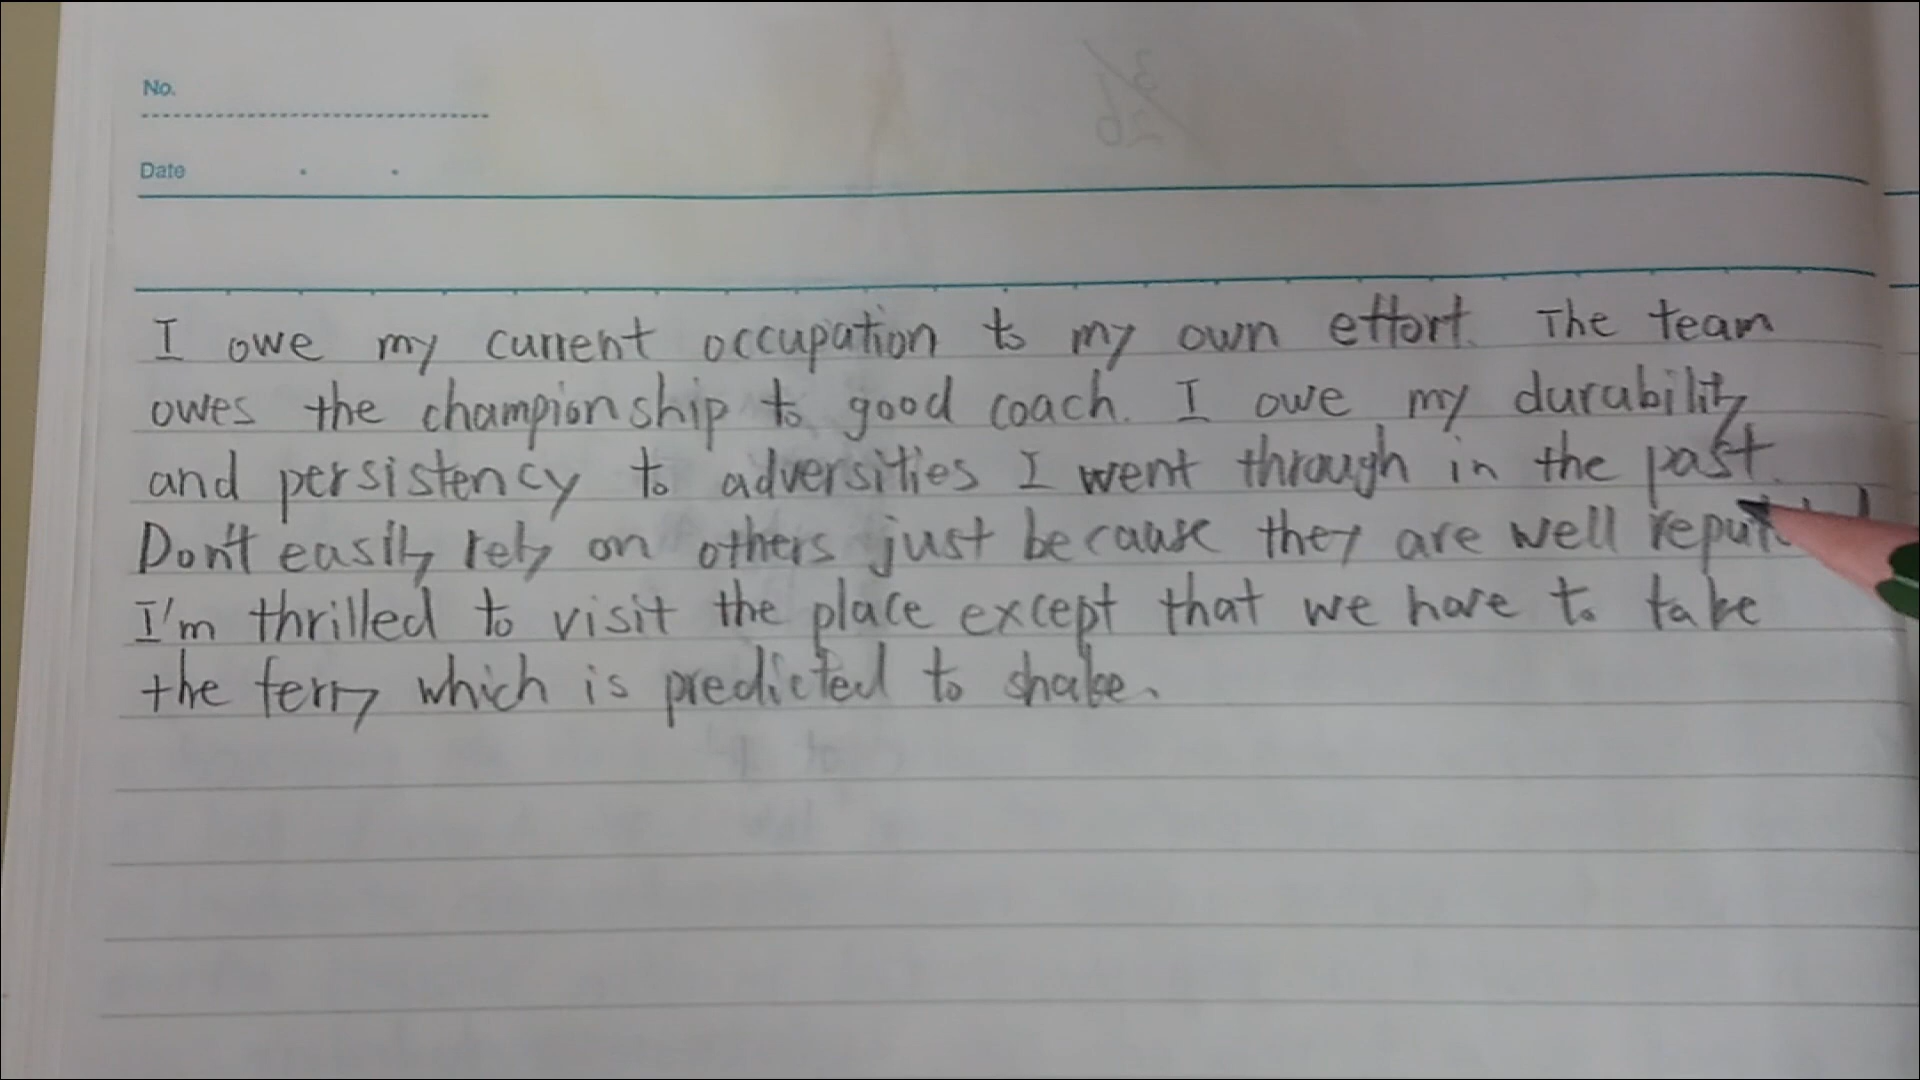 No.
Date
I owe my current occupation to my own effort. The team
owes the championship to good coach. I owe my durability
and persistency to adversities I went through in the past.
Don't easily rely on others just because they are well
I'm thrilled to visit the place except that we have to take
the ferry which is predicted to shake.